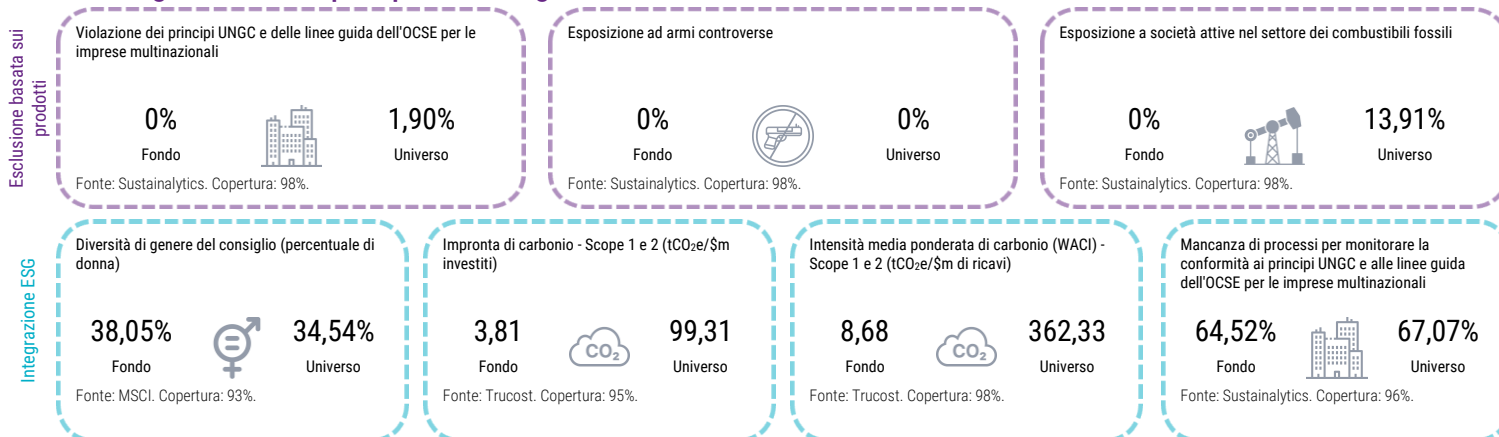 Esclusione basata sui
prodotti
Violazione dei principi UNGC e delle linee guida dell'OCSE per le
imprese multinazionali
0%
Fondo
1,90%
Universo
Fonte: Sustainalytics. Copertura: 98%.
Esposizione ad armi controverse
0%
Fondo
0%
Universo
Fonte: Sustainalytics. Copertura: 98%.
Esposizione a società attive nel settore dei combustibili fossili
0%
Fondo
13,91%
Universo
Fonte: Sustainalytics. Copertura: 98%.
Integrazione ESG
Diversità di genere del consiglio (percentuale di
donna)
38,05%
Fondo
34,54%
Universo
Fonte: MSCI. Copertura: 93%.
Impronta di carbonio - Scope 1 e 2 (tCO₂e/$m
investiti)
3,81
Fondo
CO₂
99,31
Universo
Fonte: Trucost. Copertura: 95%.
Intensità media ponderata di carbonio (WACI) -
Scope 1 e 2 (tCO₂e/$m di ricavi)
8,68
Fondo
CO₂
362,33
Universo
Fonte: Trucost. Copertura: 98%.
Mancanza di processi per monitorare la
conformità ai principi UNGC e alle linee guida
dell'OCSE per le imprese multinazionali
64,52%
Fondo
67,07%
Universo
Fonte: Sustainalytics. Copertura: 96%.